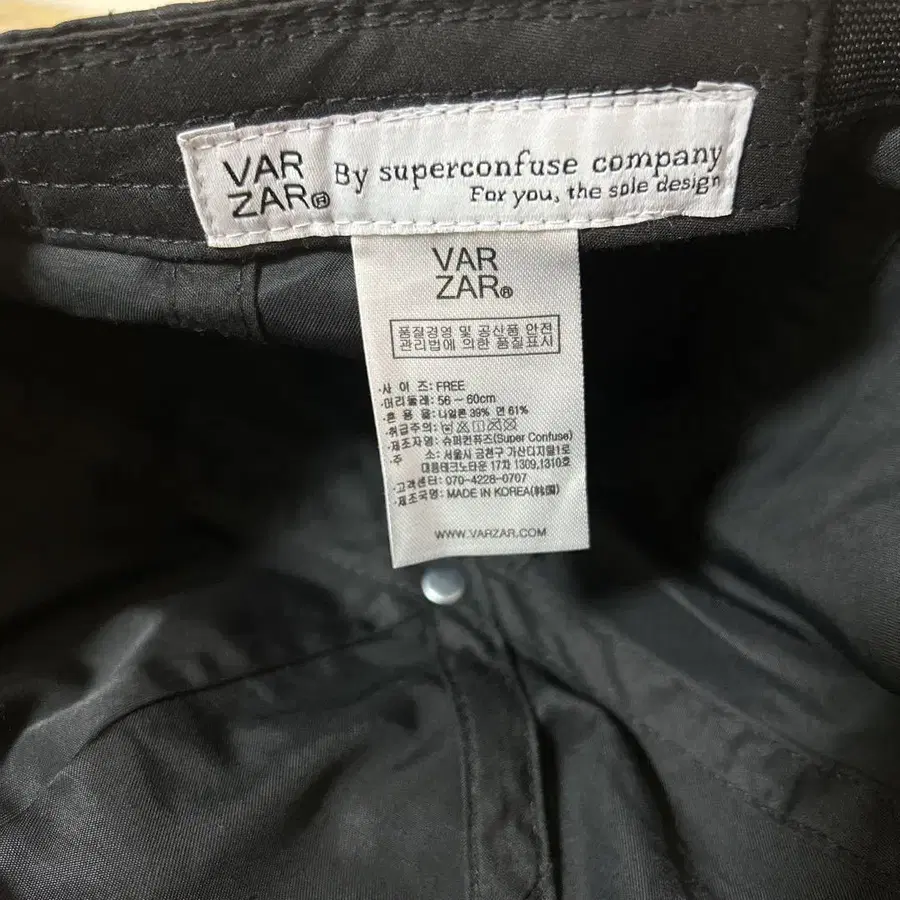 VAR
ZAR®
By superconfuse company
For you, the sole design
VAR
ZAR®
품질경영 및 공산품 안전
관리법에 의한 품질표시
·사 이 즈: FREE
·머리둘레: 56 ~ 60cm
·혼 용 율: 나일론 39% 면 61%
·취급주의:
·제조자명: 슈퍼컨퓨즈(Super Confuse)
·주 소: 서울시 금천구 가산디지털1로
대륭테크노타운 17차 1309,1310호
·고객센터: 070-4228-0707
·제조국명: MADE IN KOREA(韩国)
WWW.VARZAR.COM